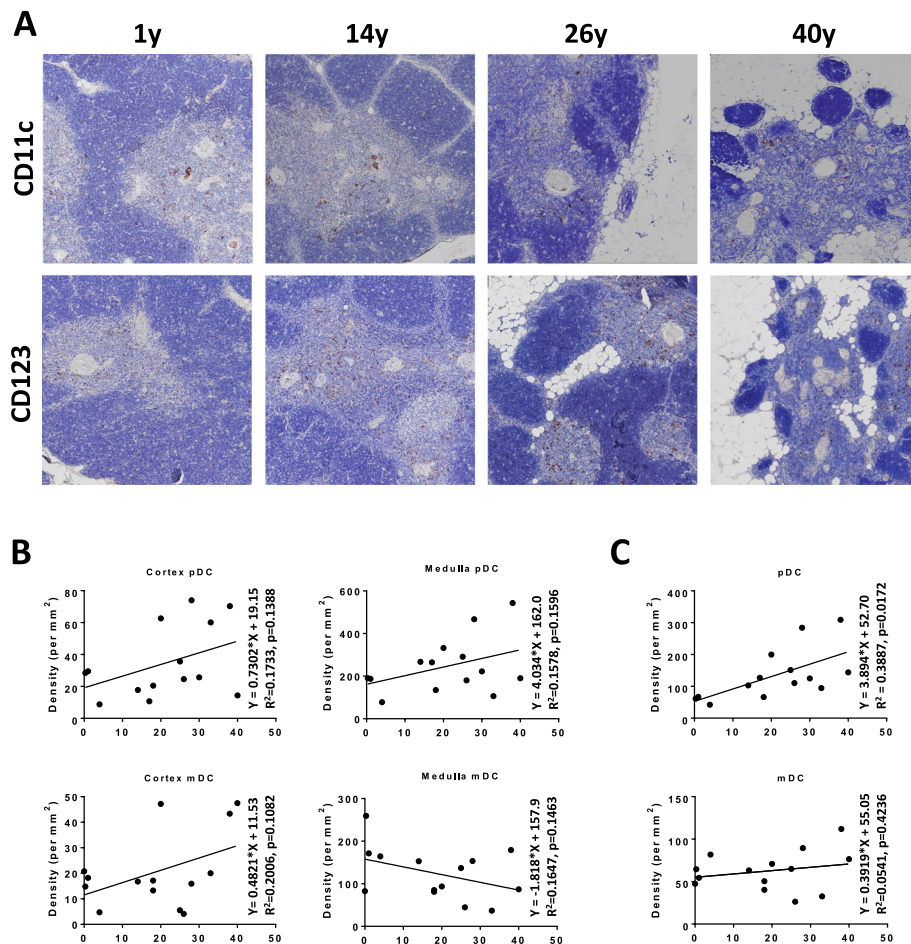 A
1y 14y 26y 40y
CD11c
CD123
B
C
Cortex pDC
Density (per mm²)
80
60
40
20
0
0 10 20 30 40 50
Y = 0.7302*X + 19.15
R²=0.1733, p=0.1388
Medulla pDC
Density (per mm²)
600
400
200
0
0 10 20 30 40 50
Y = 4.034*X + 162.0
R²=0.1578, p=0.1596
pDC
Density (per mm²)
400
300
200
100
0
0 10 20 30 40 50
Y = 3.894*X + 52.70
R² = 0.3887, p=0.0172
Cortex mDC
Density (per mm²)
50
40
30
20
10
0
0 10 20 30 40 50
Y= 0.4821*X + 11.53
R²=0.2006, p=0.1082
Medulla mDC
Density (per mm²)
300
200
100
0
0 10 20 30 40 50
Y = -1.818*X + 157.9
R²=0.1647, p=0.1463
mDC
Density (per mm²)
150
100
50
0
0 10 20 30 40 50
Y = 0.3919*X + 55.05
R²=0.0541, p=0.4236